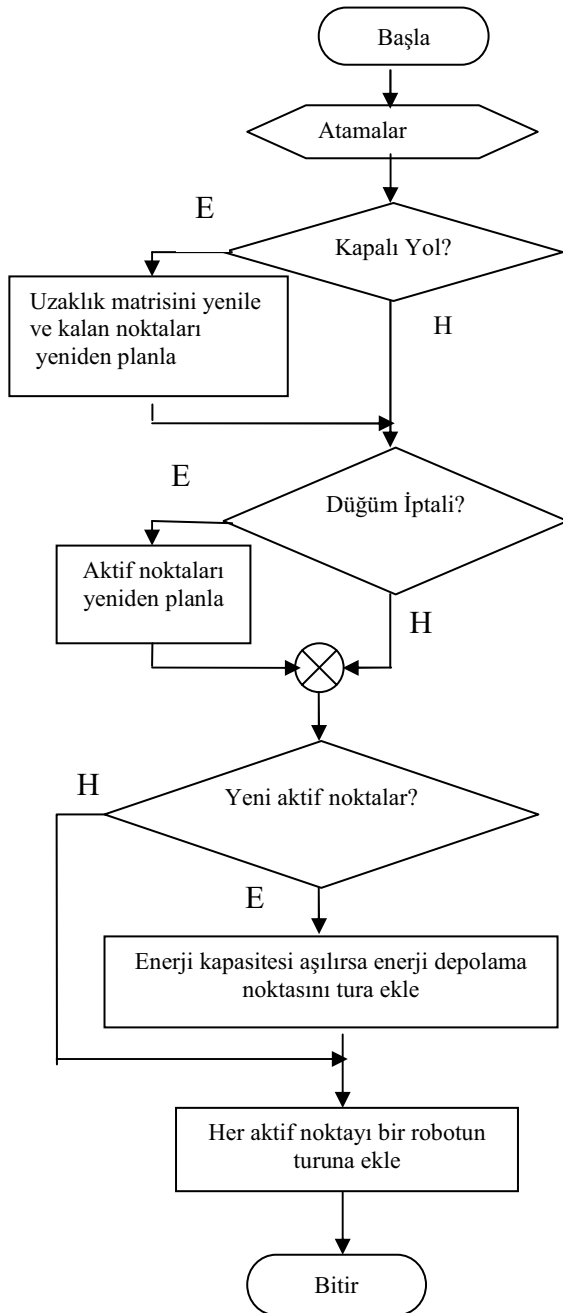 Başla
Atamalar
E
Kapalı Yol?
Uzaklık matrisini yenile
ve kalan noktaları
yeniden planla
H
E
Düğüm İptali?
Aktif noktaları
yeniden planla
H
H
Yeni aktif noktalar?
E
Enerji kapasitesi aşılırsa enerji depolama
noktasını tura ekle
Her aktif noktayı bir robotun
turuna ekle
Bitir